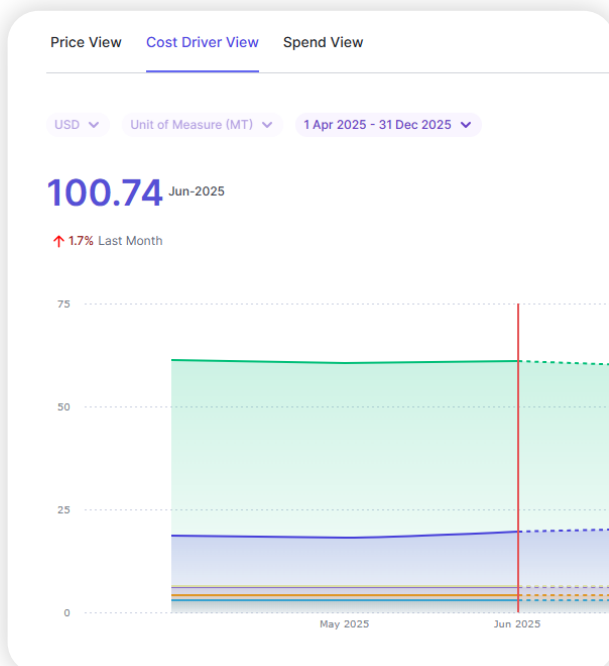 Price View Cost Driver View Spend View
USD Unit of Measure (MT) 1 Apr 2025 - 31 Dec 2025
100.74 Jun-2025
1.7% Last Month
75
50
25
0
May 2025 Jun 2025